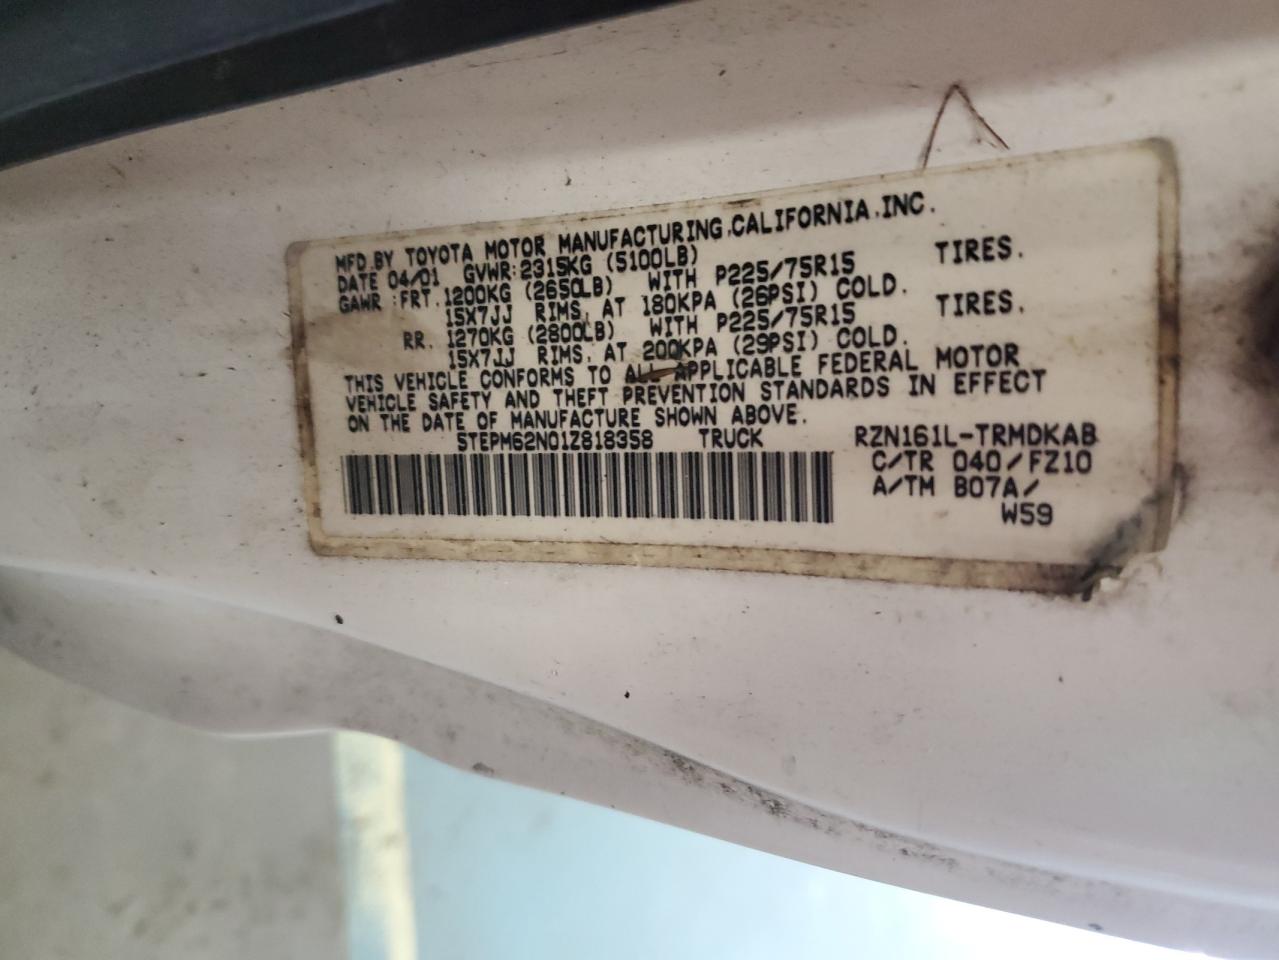 MFD BY TOYOTA MOTOR MANUFACTURING,CALIFORNIA,INC.
DATE 04/01 GVWR:2315KG (5100LB)
GAWR :FRT. 1200KG (2650LB) WITH P225/75R15 TIRES.
15X7JJ RIMS, AT 180KPA (26PSI) COLD.
RR. 1270KG (2800LB) WITH P225/75R15 TIRES.
15X7JJ RIMS, AT 200KPA (29PSI) COLD.
THIS VEHICLE CONFORMS TO ALL APPLICABLE FEDERAL MOTOR
VEHICLE SAFETY AND THEFT PREVENTION STANDARDS IN EFFECT
ON THE DATE OF MANUFACTURE SHOWN ABOVE.
5TEPM62N01Z818358 TRUCK RZN161L-TRMDKAB
C/TR 040/FZ10
A/TM B07A/
W59